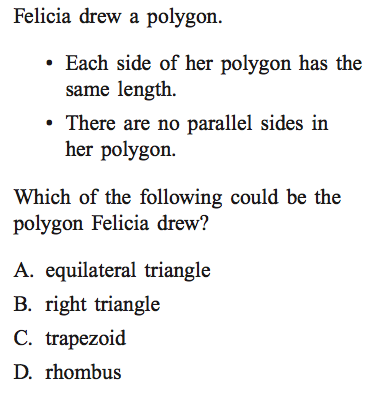 Felicia drew a polygon.
• Each side of her polygon has the
same length.
• There are no parallel sides in
her polygon.
Which of the following could be the
polygon Felicia drew?
A. equilateral triangle
B. right triangle
C. trapezoid
D. rhombus